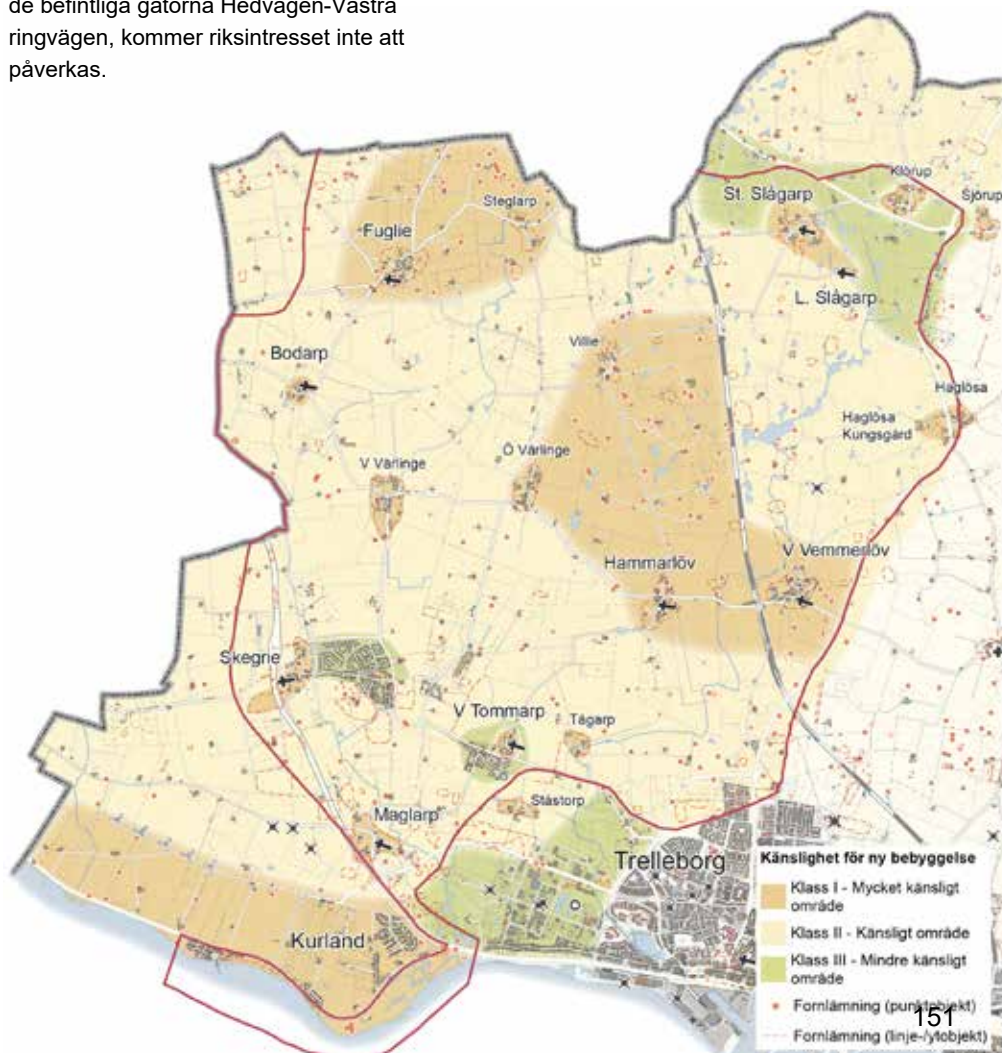 de befintliga gatorna Hedvägen-Västra
ringvägen, kommer riksintresset inte att
påverkas.
Klörup
St. Slågarp
Sjörup
Steglarp
Fuglie
L. Slågarp
Villie
Bodarp
Haglösa
Haglösa
Kungsgård
Ö Värlinge
V Värlinge
V Vemmerlöv
Hammarlöv
Skegrie
V Tommarp
Tågarp
Ståstorp
Maglarp
Trelleborg
Kurland
Känslighet för ny bebyggelse
Klass I - Mycket känsligt
område
Klass II - Känsligt område
Klass III - Mindre känsligt
område
Fornlämning (punktobjekt)
151
Fornlämning (linje-/ytobjekt)